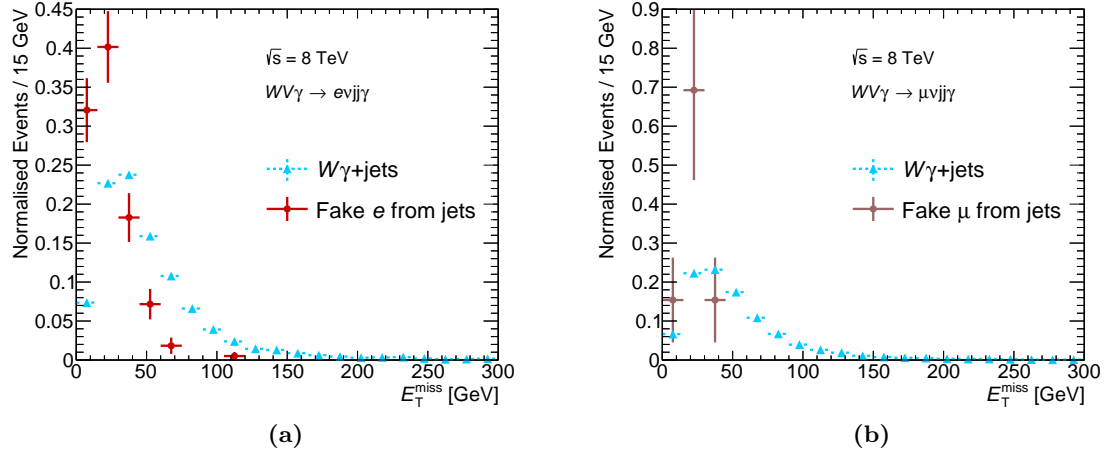 Normalised Events / 15 GeV
0.45
0.4
0.35
0.3
0.25
0.2
0.15
0.1
0.05
0
√s = 8 TeV
WVγ → eνjjγ
Wγ+jets
Fake e from jets
0 50 100 150 200 250 300
E_T^miss [GeV]
(a)
Normalised Events / 15 GeV
0.9
0.8
0.7
0.6
0.5
0.4
0.3
0.2
0.1
0
√s = 8 TeV
WVγ → μνjjγ
Wγ+jets
Fake μ from jets
0 50 100 150 200 250 300
E_T^miss [GeV]
(b)